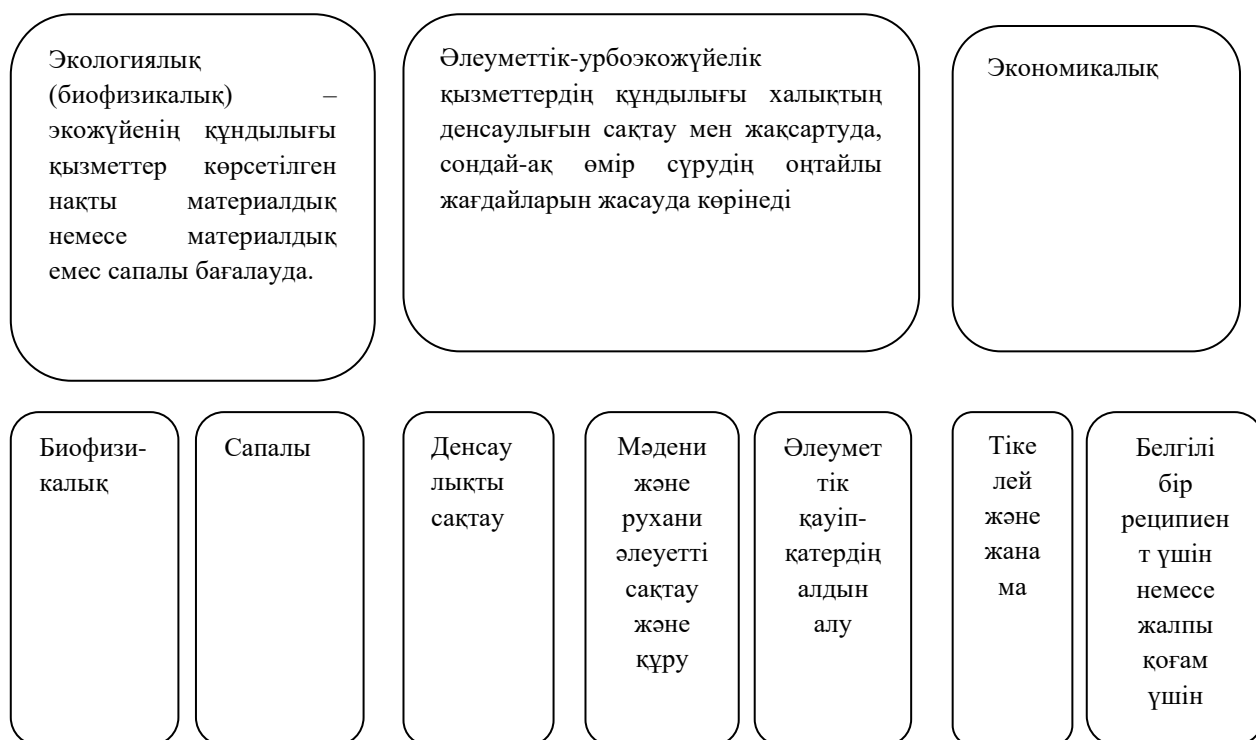 Экологиялық
(биофизикалық) –
экожүйенің құндылығы
қызметтер көрсетілген
нақты материалдық
немесе материалдық
емес сапалы бағалауда.
Әлеуметтік-урбоэкожүйелік
қызметтердің құндылығы халықтың
денсаулығын сақтау мен жақсартуда,
сондай-ақ өмір сүрудің оңтайлы
жағдайларын жасауда көрінеді
Экономикалық
Биофизи-
калық
Сапалы
Денсау
лықты
сақтау
Мәдени
және
рухани
әлеуетті
сақтау
және
құру
Әлеумет
тік
қауіп-
қатердің
алдын
алу
Тіке
лей
және
жана
ма
Белгілі
бір
реципиен
т үшін
немесе
жалпы
қоғам
үшін